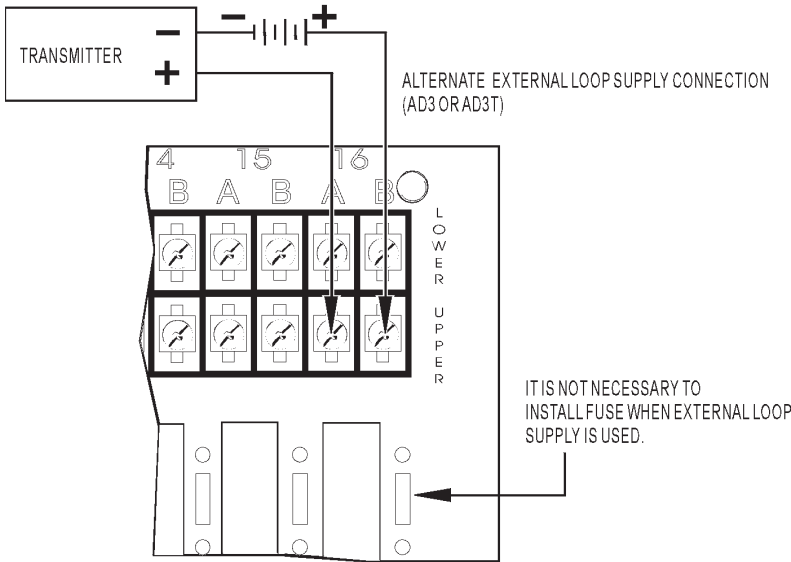 − +
TRANSMITTER −
+
ALTERNATE EXTERNAL LOOP SUPPLY CONNECTION
(AD3 OR AD3T)
4 15 16
B A B A B
LOWER
UPPER
IT IS NOT NECESSARY TO
INSTALL FUSE WHEN EXTERNAL LOOP
SUPPLY IS USED.